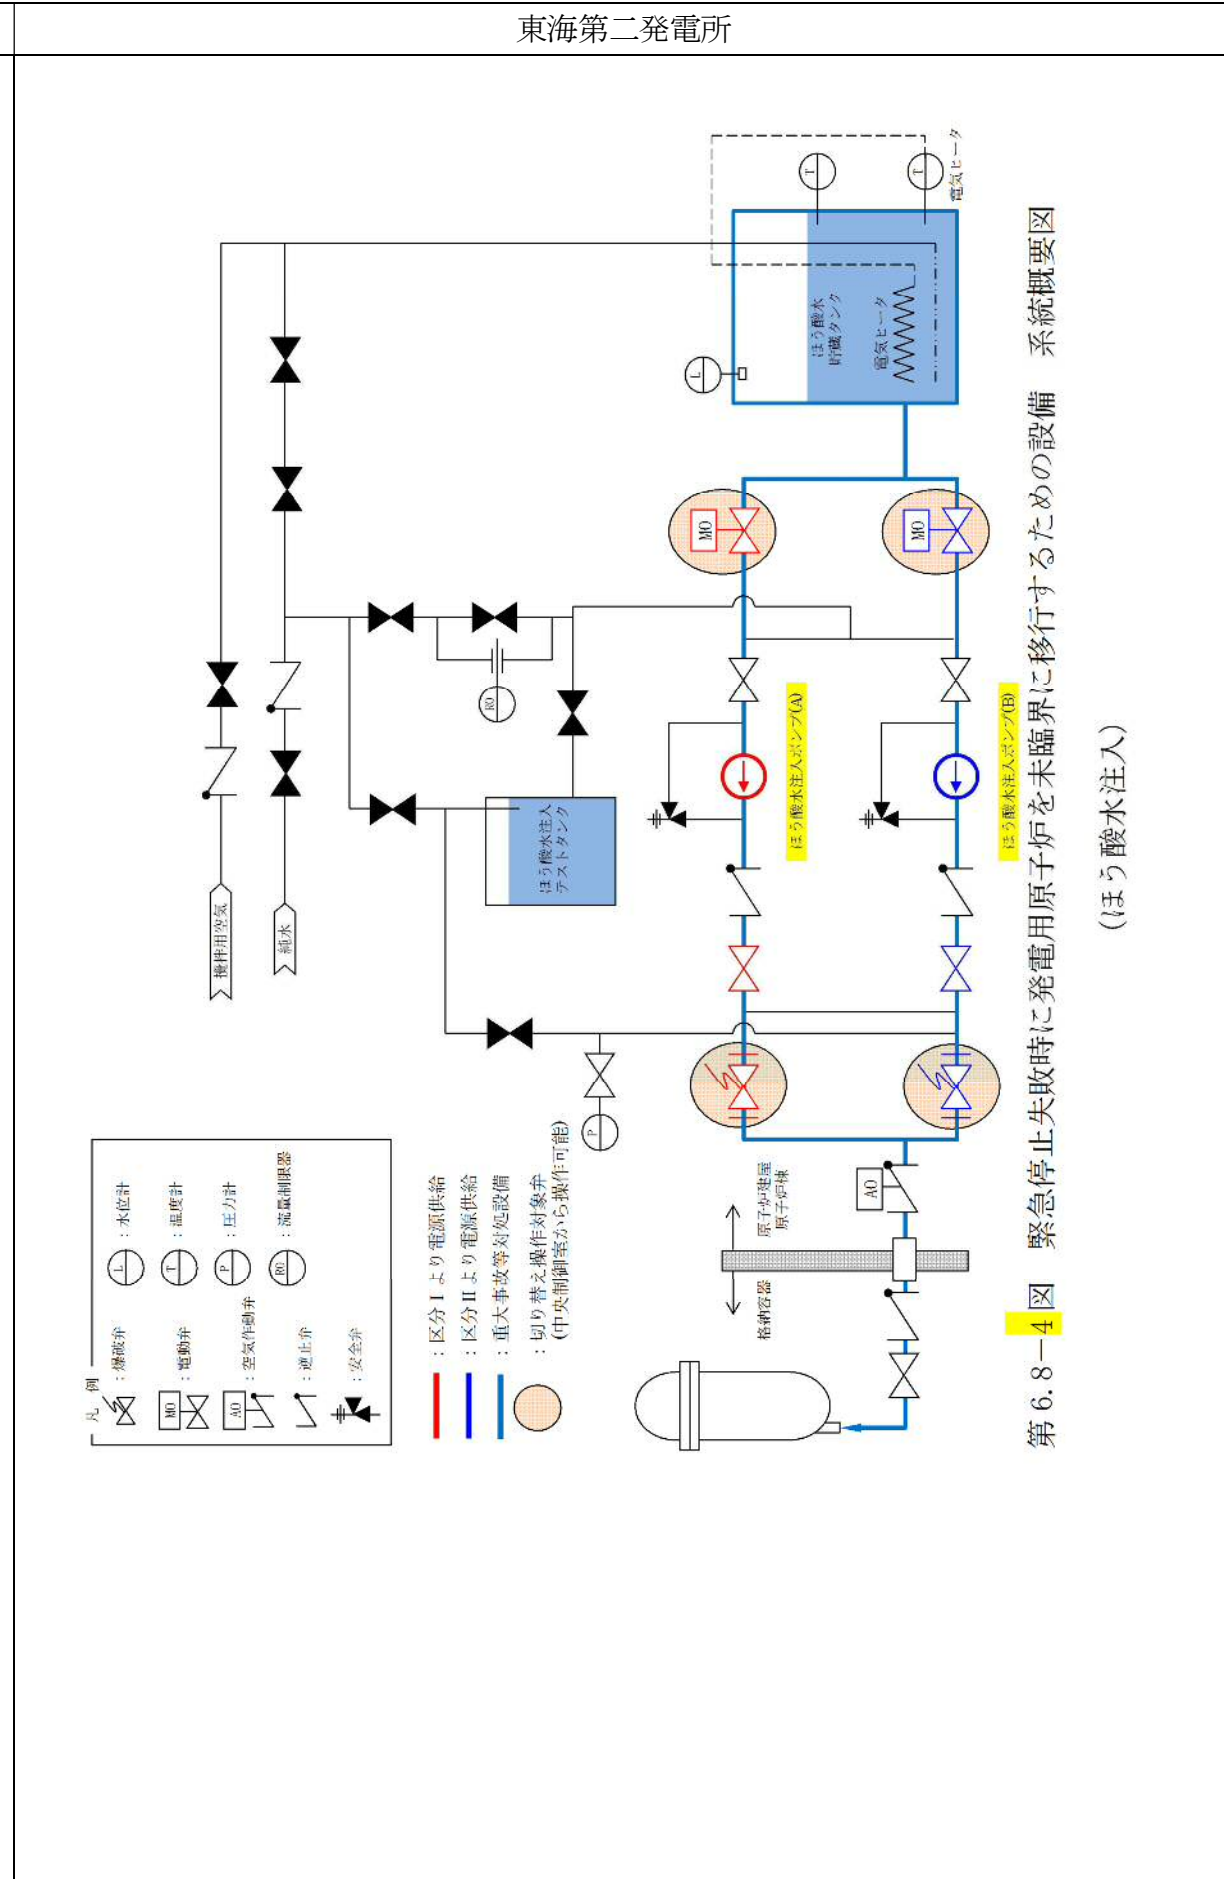 東海第二発電所
凡 例
：爆破弁
：電動弁
：空気作動弁
：逆止弁
：安全弁
：水位計
：温度計
：圧力計
：流量制限器
L
T
P
RO
MO
AO
：区分Ⅰより電源供給
：区分Ⅱより電源供給
：重大事故等対処設備
：切り替え操作対象弁
(中央制御室から操作可能)
攪拌用空気
純水
RO
ほう酸水注入
テストタンク
P
L
T
T
電気ヒータ
ほう酸水
貯蔵タンク
電気ヒータ
MO
MO
ほう酸水注入ポンプ(A)
ほう酸水注入ポンプ(B)
格納容器
原子炉建屋
原子炉棟
AO
第6.8－4図　緊急停止失敗時に発電用原子炉を未臨界に移行するための設備　系統概要図
(ほう酸水注入)